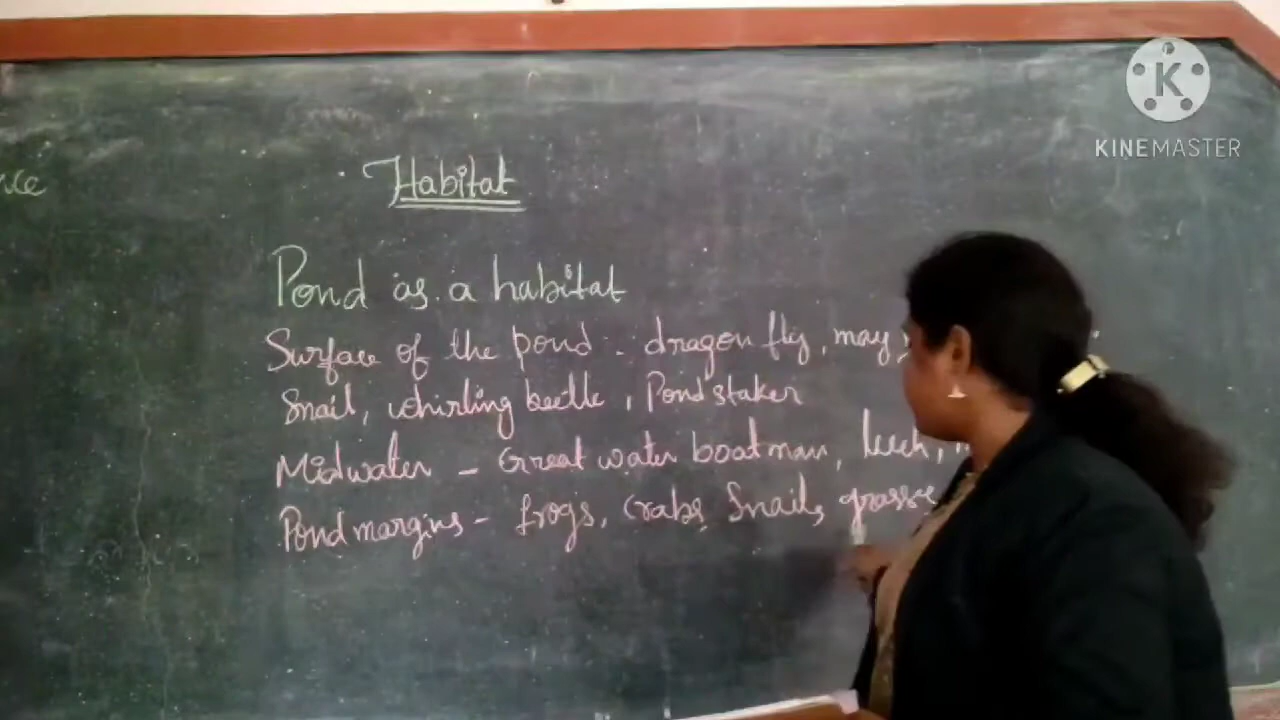 K
KINEMASTER
Habitat
Pond as a habitat
Surface of the pond - dragon fly, may
Snail, whirling beetle, Pond staker
Midwater - Great water boatman, leech,
Pond margins - frogs, Crabs, Snails, grasse